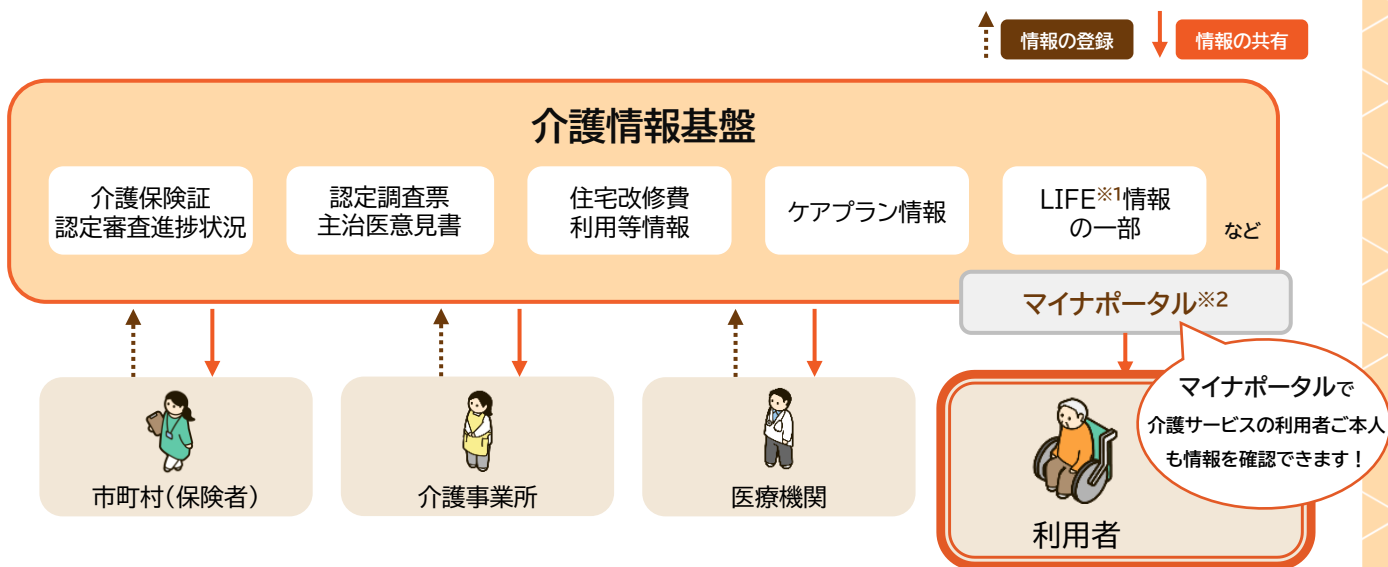 情報の登録
情報の共有
介護情報基盤
介護保険証
認定審査進捗状況
認定調査票
主治医意見書
住宅改修費
利用等情報
ケアプラン情報
LIFE※1情報
の一部
など
マイナポータル※2
マイナポータルで
介護サービスの利用者ご本人
も情報を確認できます！
市町村(保険者)
介護事業所
医療機関
利用者